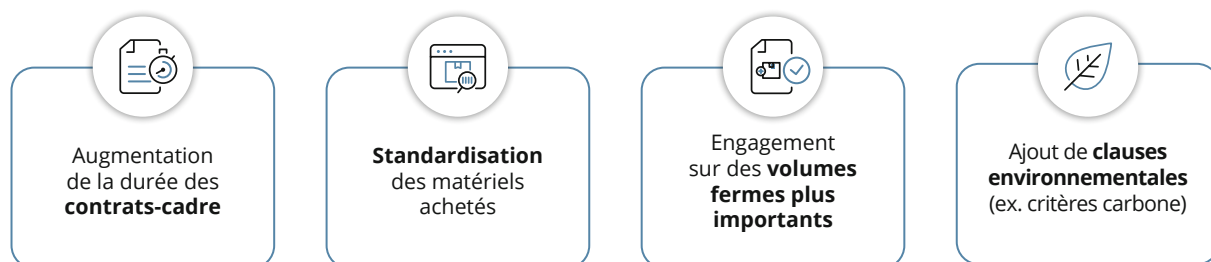 Augmentation
de la durée des
contrats-cadre
Standardisation
des matériels
achetés
Engagement
sur des volumes
fermes plus
importants
Ajout de clauses
environnementales
(ex. critères carbone)